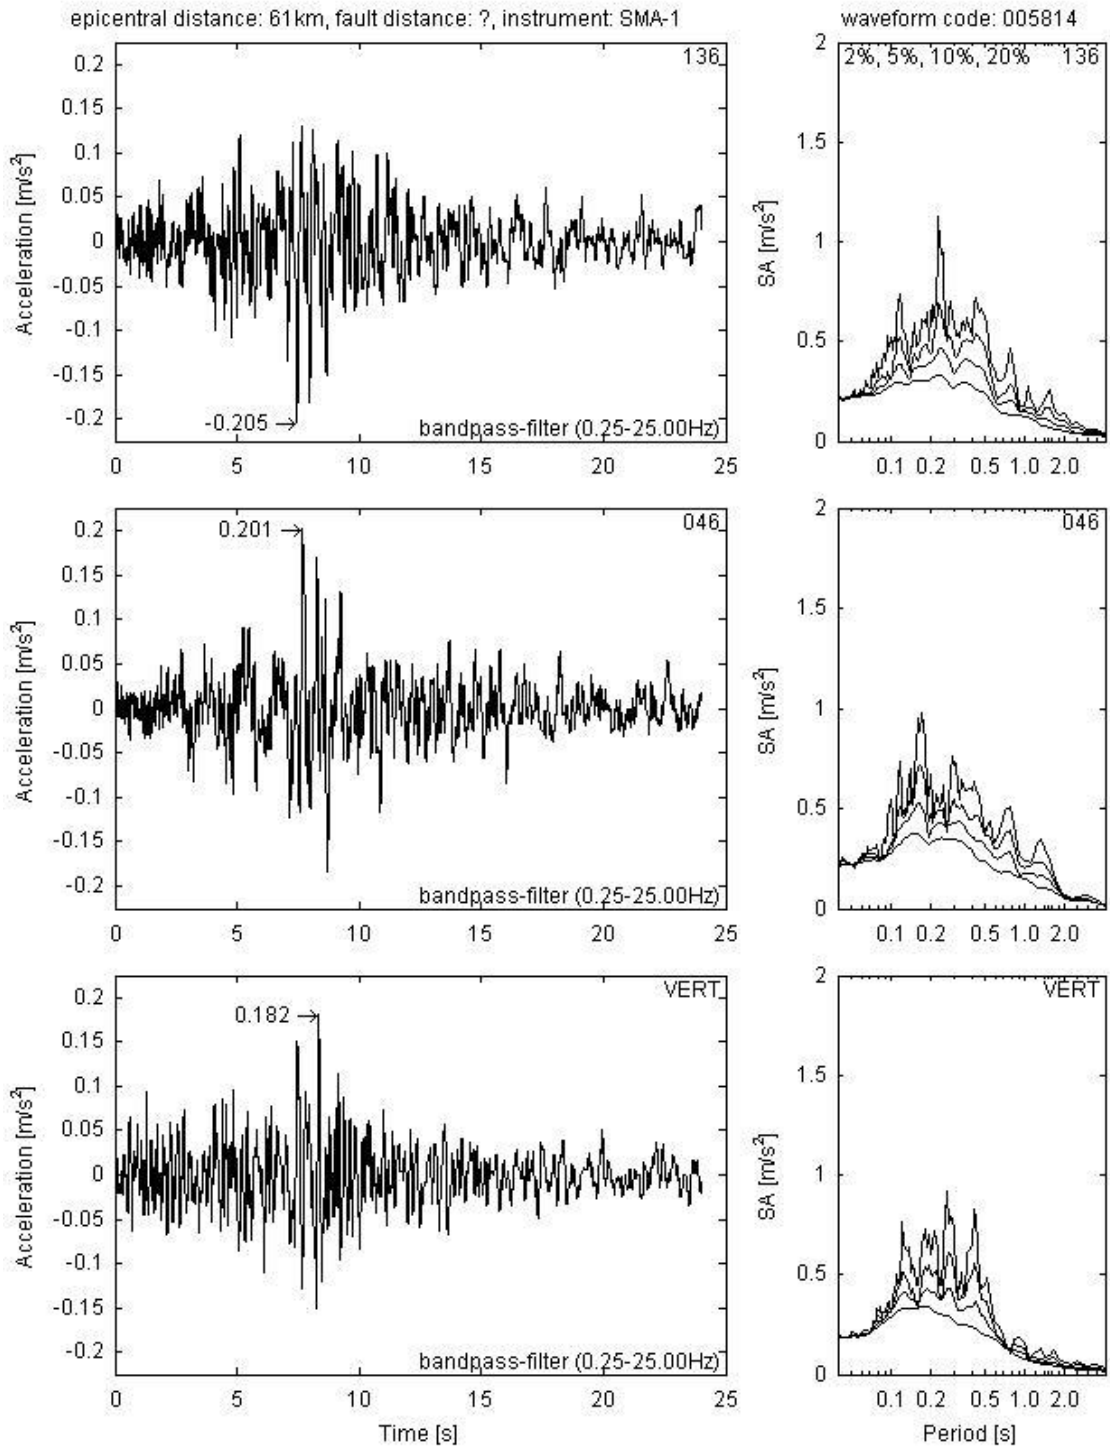 epicentral distance: 61km, fault distance: ?, instrument: SMA-1
waveform code: 005814
136
0.2
0.15
0.1
0.05
0
-0.05
-0.1
-0.15
-0.2
Acceleration [m/s²]
-0.205
bandpass-filter (0.25-25.00Hz)
0 5 10 15 20 25
2%, 5%, 10%, 20% 136
2
1.5
1
0.5
0
SA [m/s²]
0.1 0.2 0.5 1.0 2.0
046
0.2
0.15
0.1
0.05
0
-0.05
-0.1
-0.15
-0.2
Acceleration [m/s²]
0.201
bandpass-filter (0.25-25.00Hz)
0 5 10 15 20 25
046
2
1.5
1
0.5
0
SA [m/s²]
0.1 0.2 0.5 1.0 2.0
VERT
0.2
0.15
0.1
0.05
0
-0.05
-0.1
-0.15
-0.2
Acceleration [m/s²]
0.182
bandpass-filter (0.25-25.00Hz)
0 5 10 15 20 25
Time [s]
VERT
2
1.5
1
0.5
0
SA [m/s²]
0.1 0.2 0.5 1.0 2.0
Period [s]